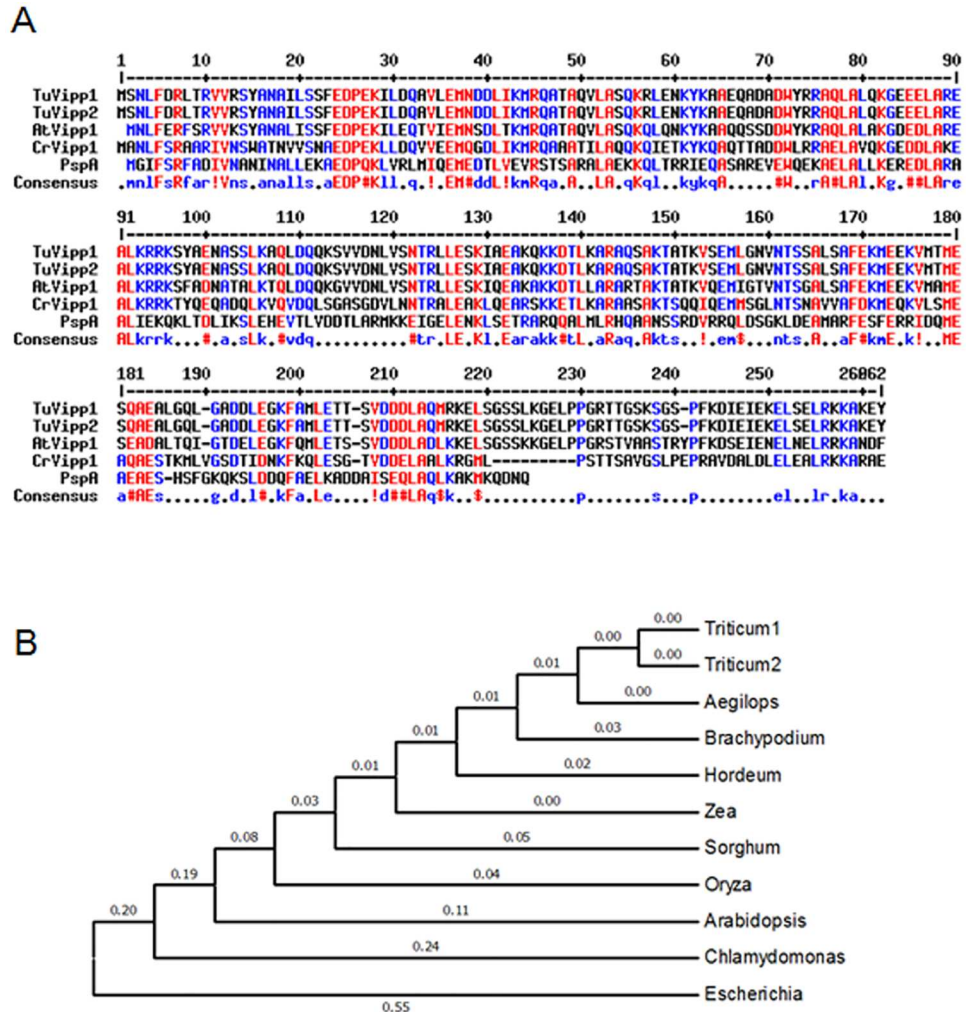 A
1 10 20 30 40 50 60 70 80 90
TuVipp1 MSNLFDRLTRVVRSYANAILSSFEDPEKILDQAVLEMNDDLIKMRQATAQVLASQKRLENKYKAAEQADADWYRRAQLALQKGEEELARE
TuVipp2 MSNLFDRLTRVVRSYANAILSSFEDPEKILDQAVLEMNDDLIKMRQATAQVLASQKRLENKYKAAEQADADWYRRAQLALQKGEEELARE
AtVipp1 MNLFERFSRVVKSYANALISSFEDPEKILEQTVIEMNSDLTKMRQATAQVLASQKQLQNKYKAAQQSSDDWYKRAQLALAKGDEDLARE
CrVipp1 MANLFSRAARIVNSWATNVVSNAEDPEKLLDQVVEEMQGDLIKMRQAAATILAQQKQIETKYKQAQTTADDWLRRAELAVQKGEDDLAKE
PspA MGIFSRFADIVNANINALLEKAEDPQKLVRLMIQEMEDTLVEVRSTSARALAEKKQLTRRIEQASAREVEWQEKAELALLKEREDLARA
Consensus .mnlFsRfar!Vns.anallsaEDP#Kll.q.!.EM#ddL!kmRqa.A.LA.qKql.kykqA.....#W.rA#LALKg.##LAre
91 100 110 120 130 140 150 160 170 180
TuVipp1 ALKRRKSYAENASSLKAQLDQQKSVVDNLVSNTRLLESKIAEAKQKKDTLKARAQSAKTATKVSEMLGNVNTSSALSAFEKMEEKVMTME
TuVipp2 ALKRRKSYAENASSLKAQLDQQKSVVDNLVSNTRLLESKIAEAKQKKDTLKARAQSAKTATKVSEMLGNVNTSSALSAFEKMEEKVMTME
AtVipp1 ALKRRKSFADNATALKTQLDQQKGVVDNLVSNTRLLESKIQEAKAKKDTLLARARTAKTATKVQEMIGTVNTSGALSAFEKMEEKVMAME
CrVipp1 ALKRRKTYQEQADQLKVQVDQLSGASGDVLNNTRALEAKLQEARSKKETLKARAASAKTSQQIQEMMSGLNTSNAVVAFDKMEQKVLSME
PspA ALIEKQKLTDLIKSLEHEVTLVDDTLARMKKEIGELENKLSETRARQQALMLRHQAANSSRDVRRQLDSGKLDEAMARFESFERRIDQME
Consensus ALkrrk...#.a.sLk.#vdq..........#tr.LE.Kl.Earakk#tL.aRaq.Akts...!..em$...nts.A..aF#kmEk!..ME
181 190 200 210 220 230 240 250 260262
TuVipp1 SQAEALGQL-GADDLEGKFAMLETT-SVDDDLAQMRKELSGSSLKGELPPGRTTGSKSGS-PFKDIEIEKELSELRKKAKEY
TuVipp2 SQAEALGQL-GADDLEGKFAMLETT-SVDDDLAQMRKELSGSSLKGELPPGRTTGSKSGS-PFKDIEIEKELSELRKKAKEY
AtVipp1 SEADALTQI-GTDELEGKFQMLETS-SVDDDLADLKKELSGSSKKGELPPGRSTVAASTRYPFKDSEIENELNELRRKANDF
CrVipp1 AQAESTKMLVGSDTIDNKFKQLESG-TVDDELAALKRGML---------PSTTSAVGSLPEPRAVDALDLELEALRKKARAE
PspA AEAES-HSFGKQKSLDDQFAELKADDAISEQLAQLKAKMKQDNQ
Consensus a#AEs.....g.d.l#.kFa.Le....!d##LAq$k..$..........p.......s...p........el..lr.ka...
B
0.00 Triticum1
0.00
0.00 Triticum2
0.01
0.00 Aegilops
0.01
0.03 Brachypodium
0.01
0.02 Hordeum
0.01
0.00 Zea
0.03
0.05 Sorghum
0.08
0.04 Oryza
0.19
0.11 Arabidopsis
0.20
0.24 Chlamydomonas
0.55 Escherichia